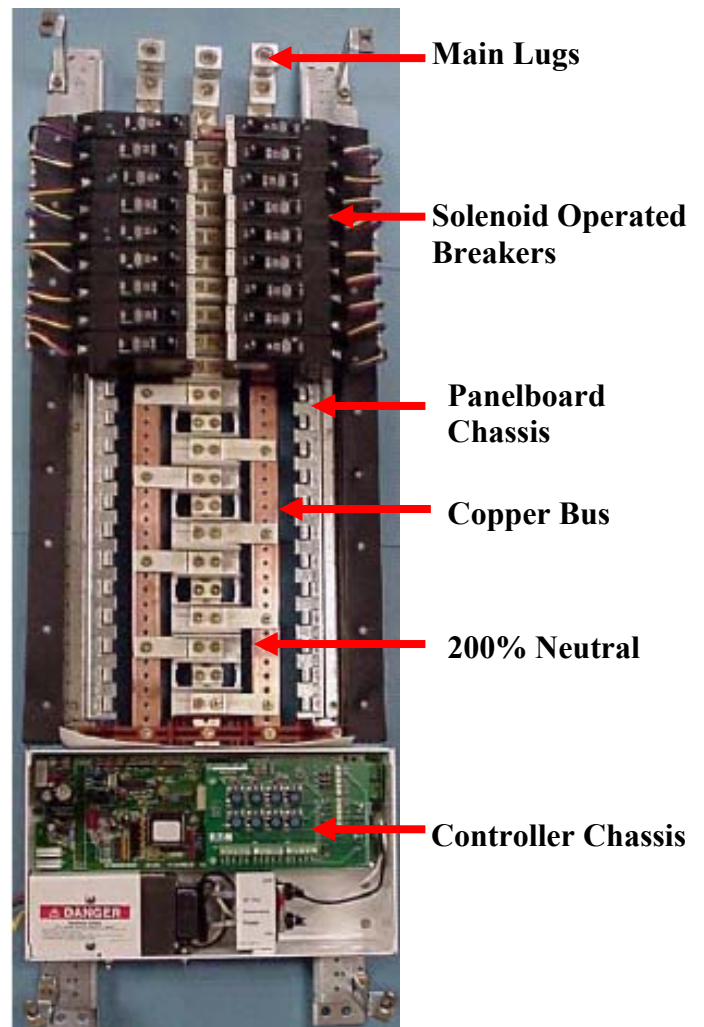 Main Lugs
Solenoid Operated
Breakers
Panelboard
Chassis
Copper Bus
200% Neutral
Controller Chassis
DANGER